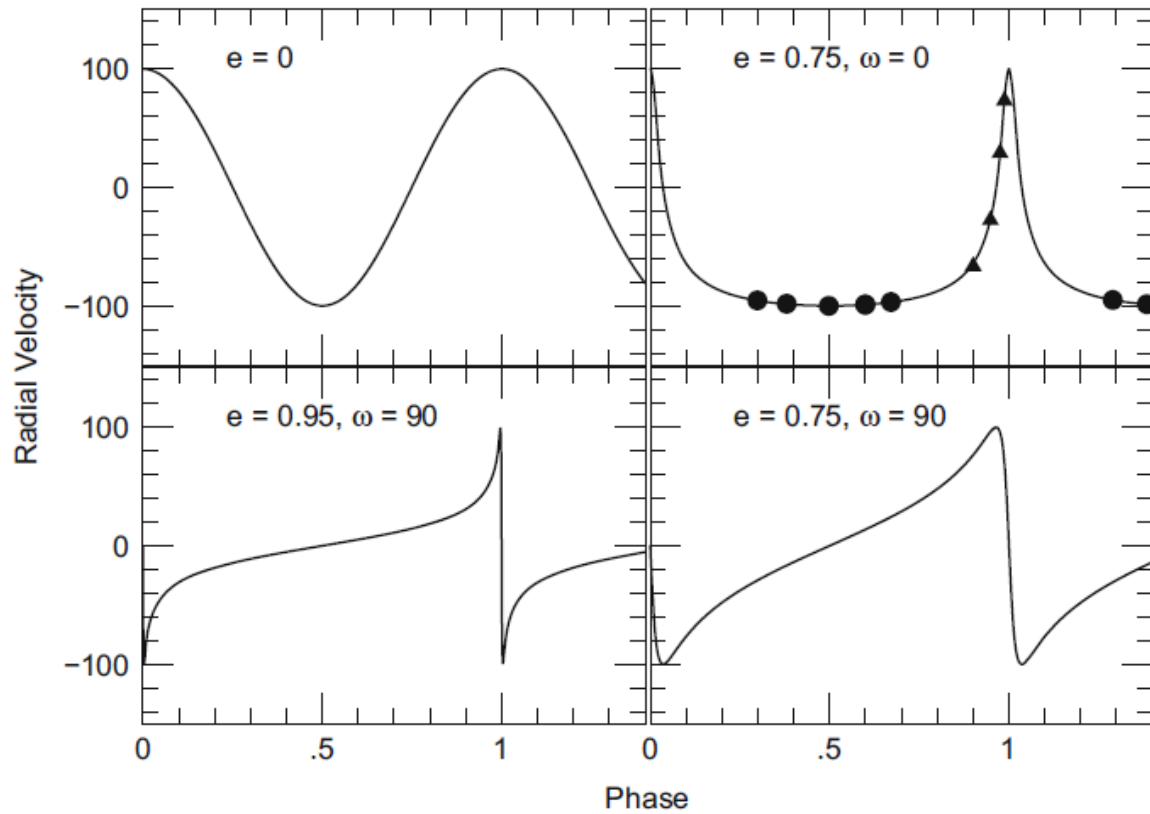 e = 0
e = 0.75, ω = 0
100
0
−100
e = 0.95, ω = 90
e = 0.75, ω = 90
100
0
−100
Radial Velocity
0
.5
1
0
.5
1
Phase